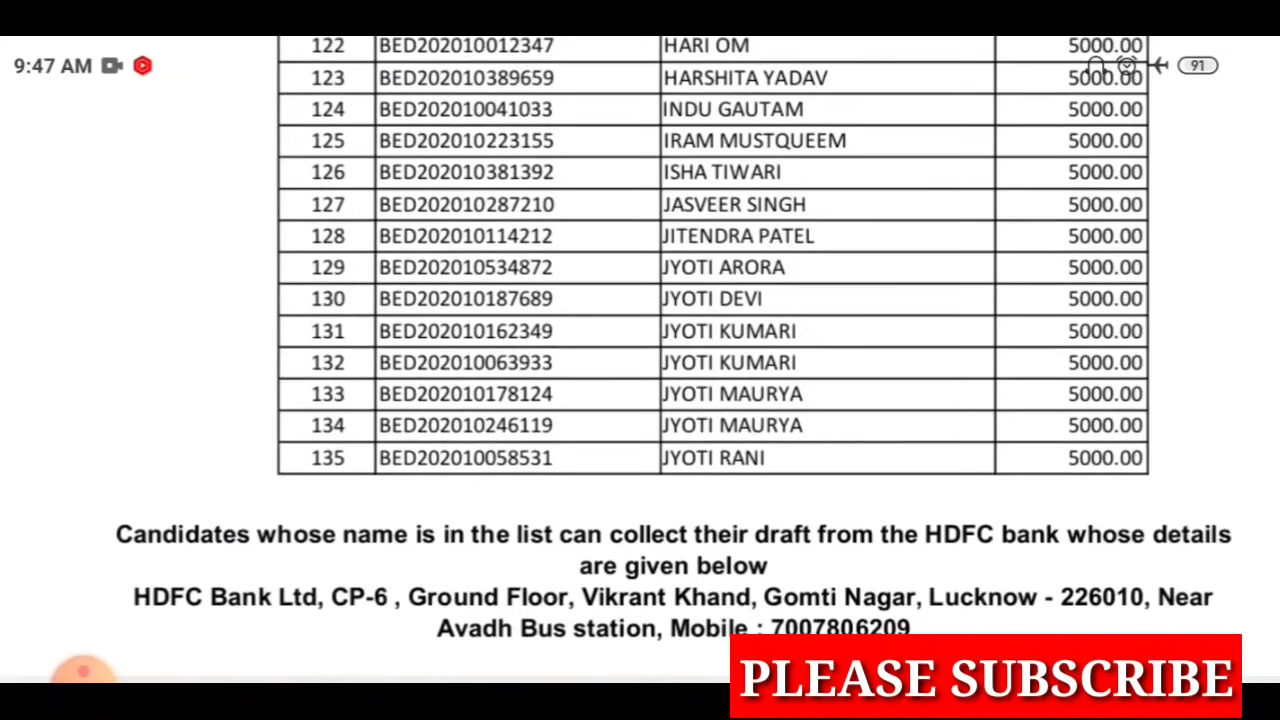 122 BED202010012347 HARI OM 5000.00
9:47 AM 91
123 BED202010389659 HARSHITA YADAV 5000.00
124 BED202010041033 INDU GAUTAM 5000.00
125 BED202010223155 IRAM MUSTQUEEM 5000.00
126 BED202010381392 ISHA TIWARI 5000.00
127 BED202010287210 JASVEER SINGH 5000.00
128 BED202010114212 JITENDRA PATEL 5000.00
129 BED202010534872 JYOTI ARORA 5000.00
130 BED202010187689 JYOTI DEVI 5000.00
131 BED202010162349 JYOTI KUMARI 5000.00
132 BED202010063933 JYOTI KUMARI 5000.00
133 BED202010178124 JYOTI MAURYA 5000.00
134 BED202010246119 JYOTI MAURYA 5000.00
135 BED202010058531 JYOTI RANI 5000.00
Candidates whose name is in the list can collect their draft from the HDFC bank whose details
are given below
HDFC Bank Ltd, CP-6 , Ground Floor, Vikrant Khand, Gomti Nagar, Lucknow - 226010, Near
Avadh Bus station, Mobile : 7007806209
PLEASE SUBSCRIBE